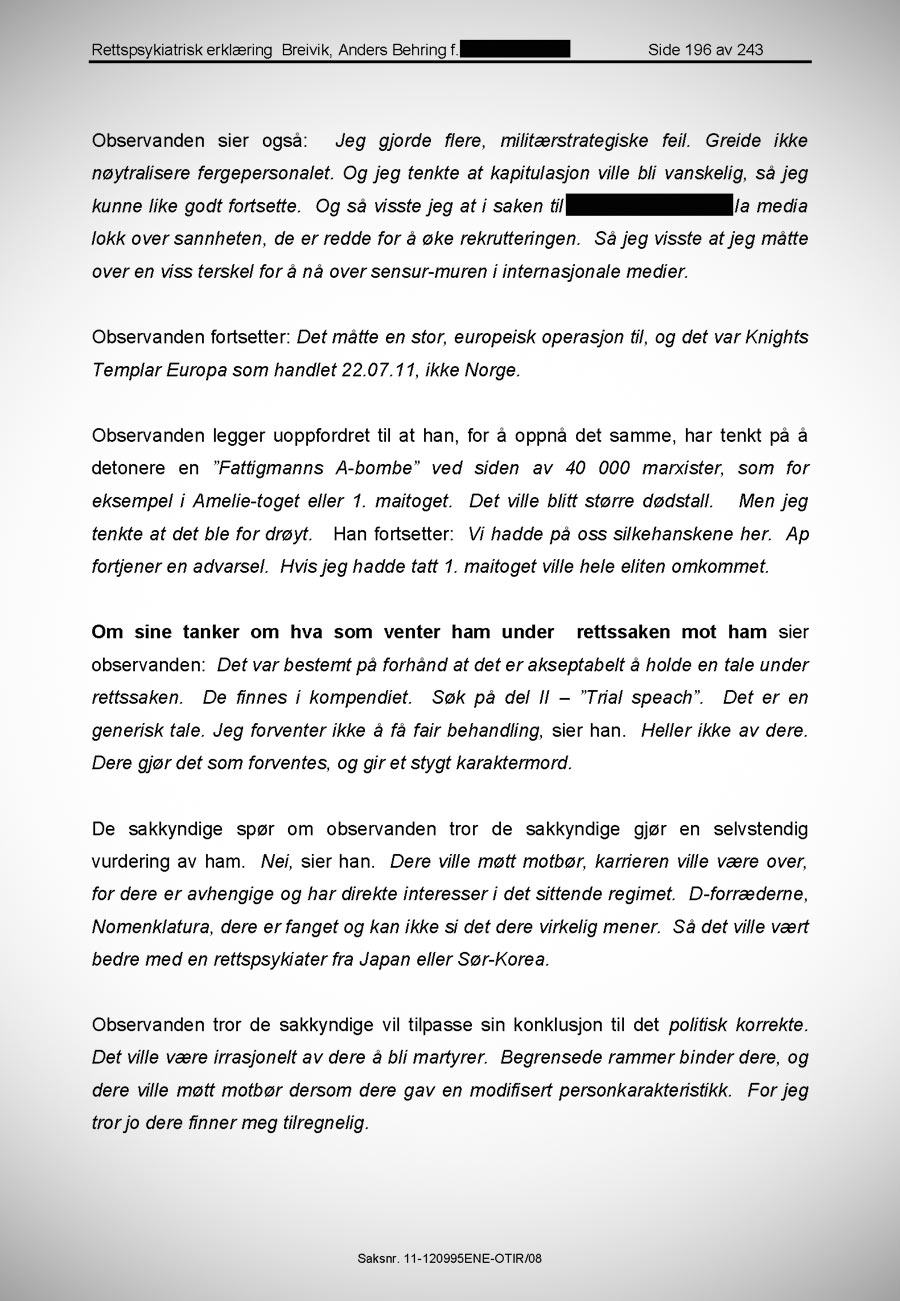 Rettspsykiatrisk erklæring Breivik, Anders Behring f. Side 196 av 243
Observanden sier også: Jeg gjorde flere, militærstrategiske feil. Greide ikke
nøytralisere fergepersonalet. Og jeg tenkte at kapitulasjon ville bli vanskelig, så jeg
kunne like godt fortsette. Og så visste jeg at i saken til la media
lokk over sannheten, de er redde for å øke rekrutteringen. Så jeg visste at jeg måtte
over en viss terskel for å nå over sensur-muren i internasjonale medier.
Observanden fortsetter: Det måtte en stor, europeisk operasjon til, og det var Knights
Templar Europa som handlet 22.07.11, ikke Norge.
Observanden legger uoppfordret til at han, for å oppnå det samme, har tenkt på å
detonere en ”Fattigmanns A-bombe” ved siden av 40 000 marxister, som for
eksempel i Amelie-toget eller 1. maitoget. Det ville blitt større dødstall. Men jeg
tenkte at det ble for drøyt. Han fortsetter: Vi hadde på oss silkehanskene her. Ap
fortjener en advarsel. Hvis jeg hadde tatt 1. maitoget ville hele eliten omkommet.
Om sine tanker om hva som venter ham under rettssaken mot ham sier
observanden: Det var bestemt på forhånd at det er akseptabelt å holde en tale under
rettssaken. De finnes i kompendiet. Søk på del II – ”Trial speach”. Det er en
generisk tale. Jeg forventer ikke å få fair behandling, sier han. Heller ikke av dere.
Dere gjør det som forventes, og gir et stygt karaktermord.
De sakkyndige spør om observanden tror de sakkyndige gjør en selvstendig
vurdering av ham. Nei, sier han. Dere ville møtt motbør, karrieren ville være over,
for dere er avhengige og har direkte interesser i det sittende regimet. D-forræderne,
Nomenklatura, dere er fanget og kan ikke si det dere virkelig mener. Så det ville vært
bedre med en rettspsykiater fra Japan eller Sør-Korea.
Observanden tror de sakkyndige vil tilpasse sin konklusjon til det politisk korrekte.
Det ville være irrasjonelt av dere å bli martyrer. Begrensede rammer binder dere, og
dere ville møtt motbør dersom dere gav en modifisert personkarakteristikk. For jeg
tror jo dere finner meg tilregnelig.
Saksnr. 11-120995ENE-OTIR/08